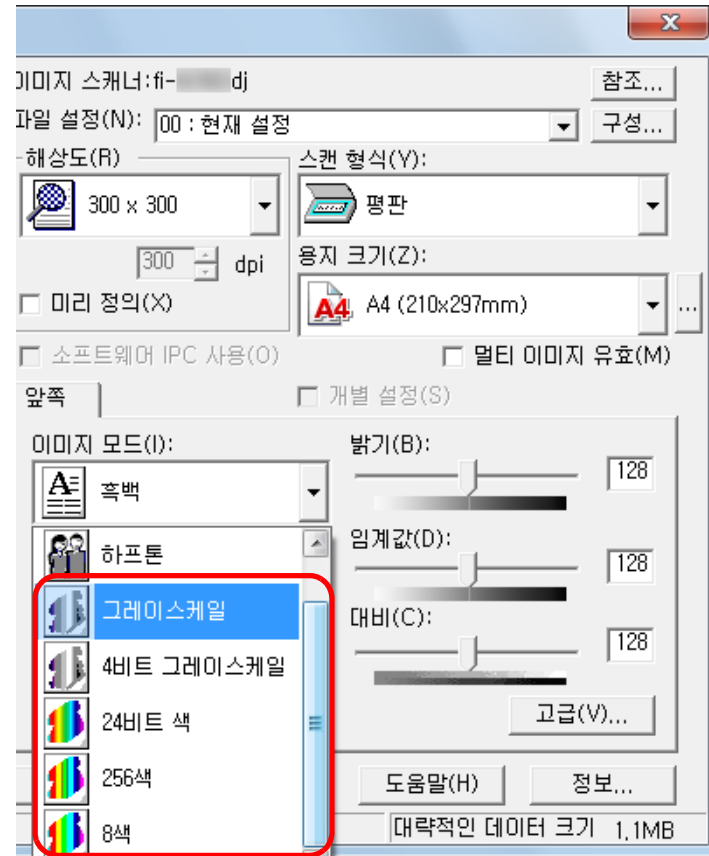 이미지 스캐너:fi- dj
참조...
파일 설정(N): 00 : 현재 설정
구성...
해상도(R)
스캔 형식(Y):
300 x 300
평판
300 dpi
용지 크기(Z):
미리 정의(X)
A4 A4 (210x297mm)
...
소프트웨어 IPC 사용(O)
멀티 이미지 유효(M)
앞쪽
개별 설정(S)
이미지 모드(I):
밝기(B):
A 흑백
128
하프톤
임계값(D):
128
그레이스케일
대비(C):
128
4비트 그레이스케일
24비트 색
고급(V)...
256색
도움말(H)
정보...
8색
대략적인 데이터 크기 1,1MB